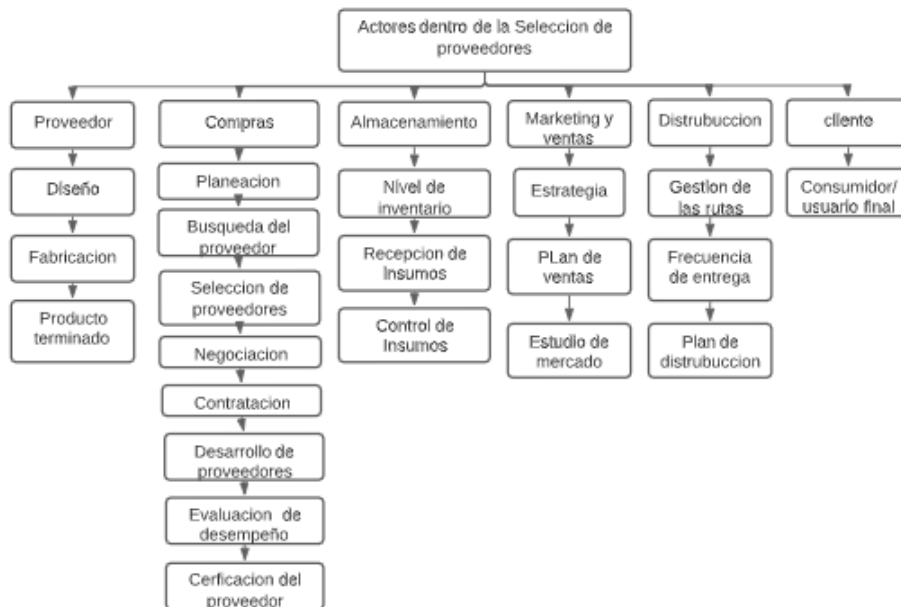 Actores dentro de la Seleccion de
proveedores
Proveedor
Diseño
Fabricacion
Producto
terminado
Compras
Planeacion
Busqueda del
proveedor
Seleccion de
proveedores
Negociacion
Contratacion
Desarrollo de
proveedores
Evaluacion de
desempeño
Cerficacion del
proveedor
Almacenamiento
Nivel de
inventario
Recepcion de
Insumos
Control de
Insumos
Marketing y
ventas
Estrategia
PLan de
ventas
Estudio de
mercado
Distrubuccion
Gestion de
las rutas
Frecuencia
de entrega
Plan de
distrubuccion
cllente
Consumidor/
usuario final